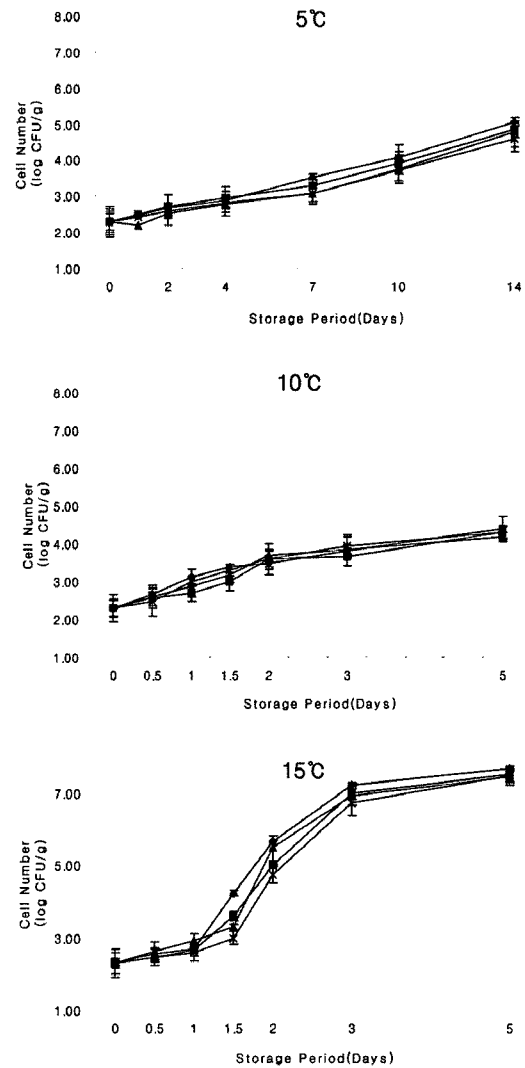 5℃
8.00
7.00
6.00
5.00
4.00
3.00
2.00
1.00
Cell Number
(log CFU/g)
0 2 4 7 10 14
Storage Period(Days)
10℃
8.00
7.00
6.00
5.00
4.00
3.00
2.00
1.00
Cell Number
(log CFU/g)
0 0.5 1 1.5 2 3 5
Storage Period(Days)
15℃
7.00
5.00
3.00
1.00
Cell Number
(log CFU/g)
0 0.5 1 1.5 2 3 5
Storage Period(Days)